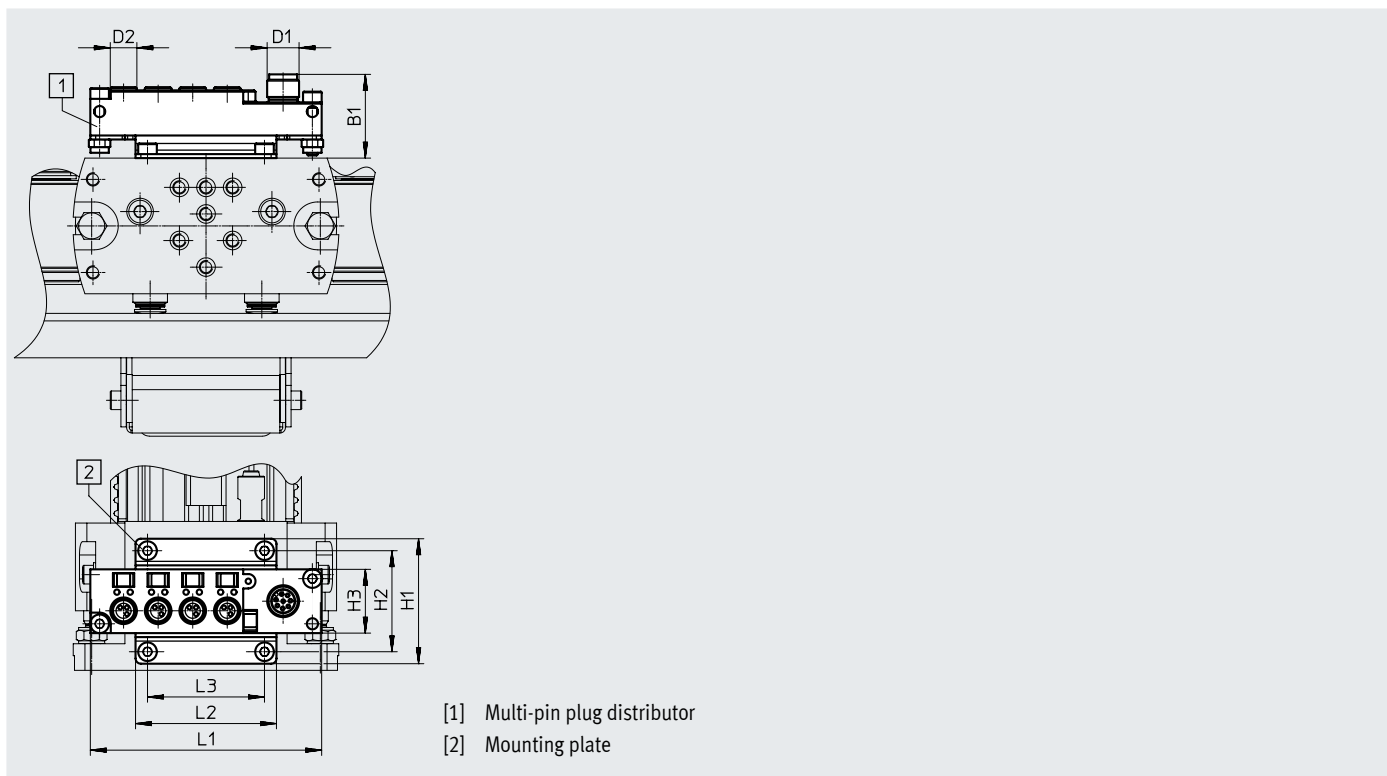 D2
D1
1
B1
2
H3
H2
H1
L3
L2
L1
[1] Multi-pin plug distributor
[2] Mounting plate